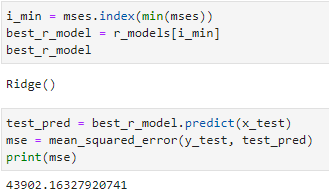 i_min = mses.index(min(mses))
best_r_model = r_models[i_min]
best_r_model
Ridge()
test_pred = best_r_model.predict(x_test)
mse = mean_squared_error(y_test, test_pred)
print(mse)
43902.16327920741